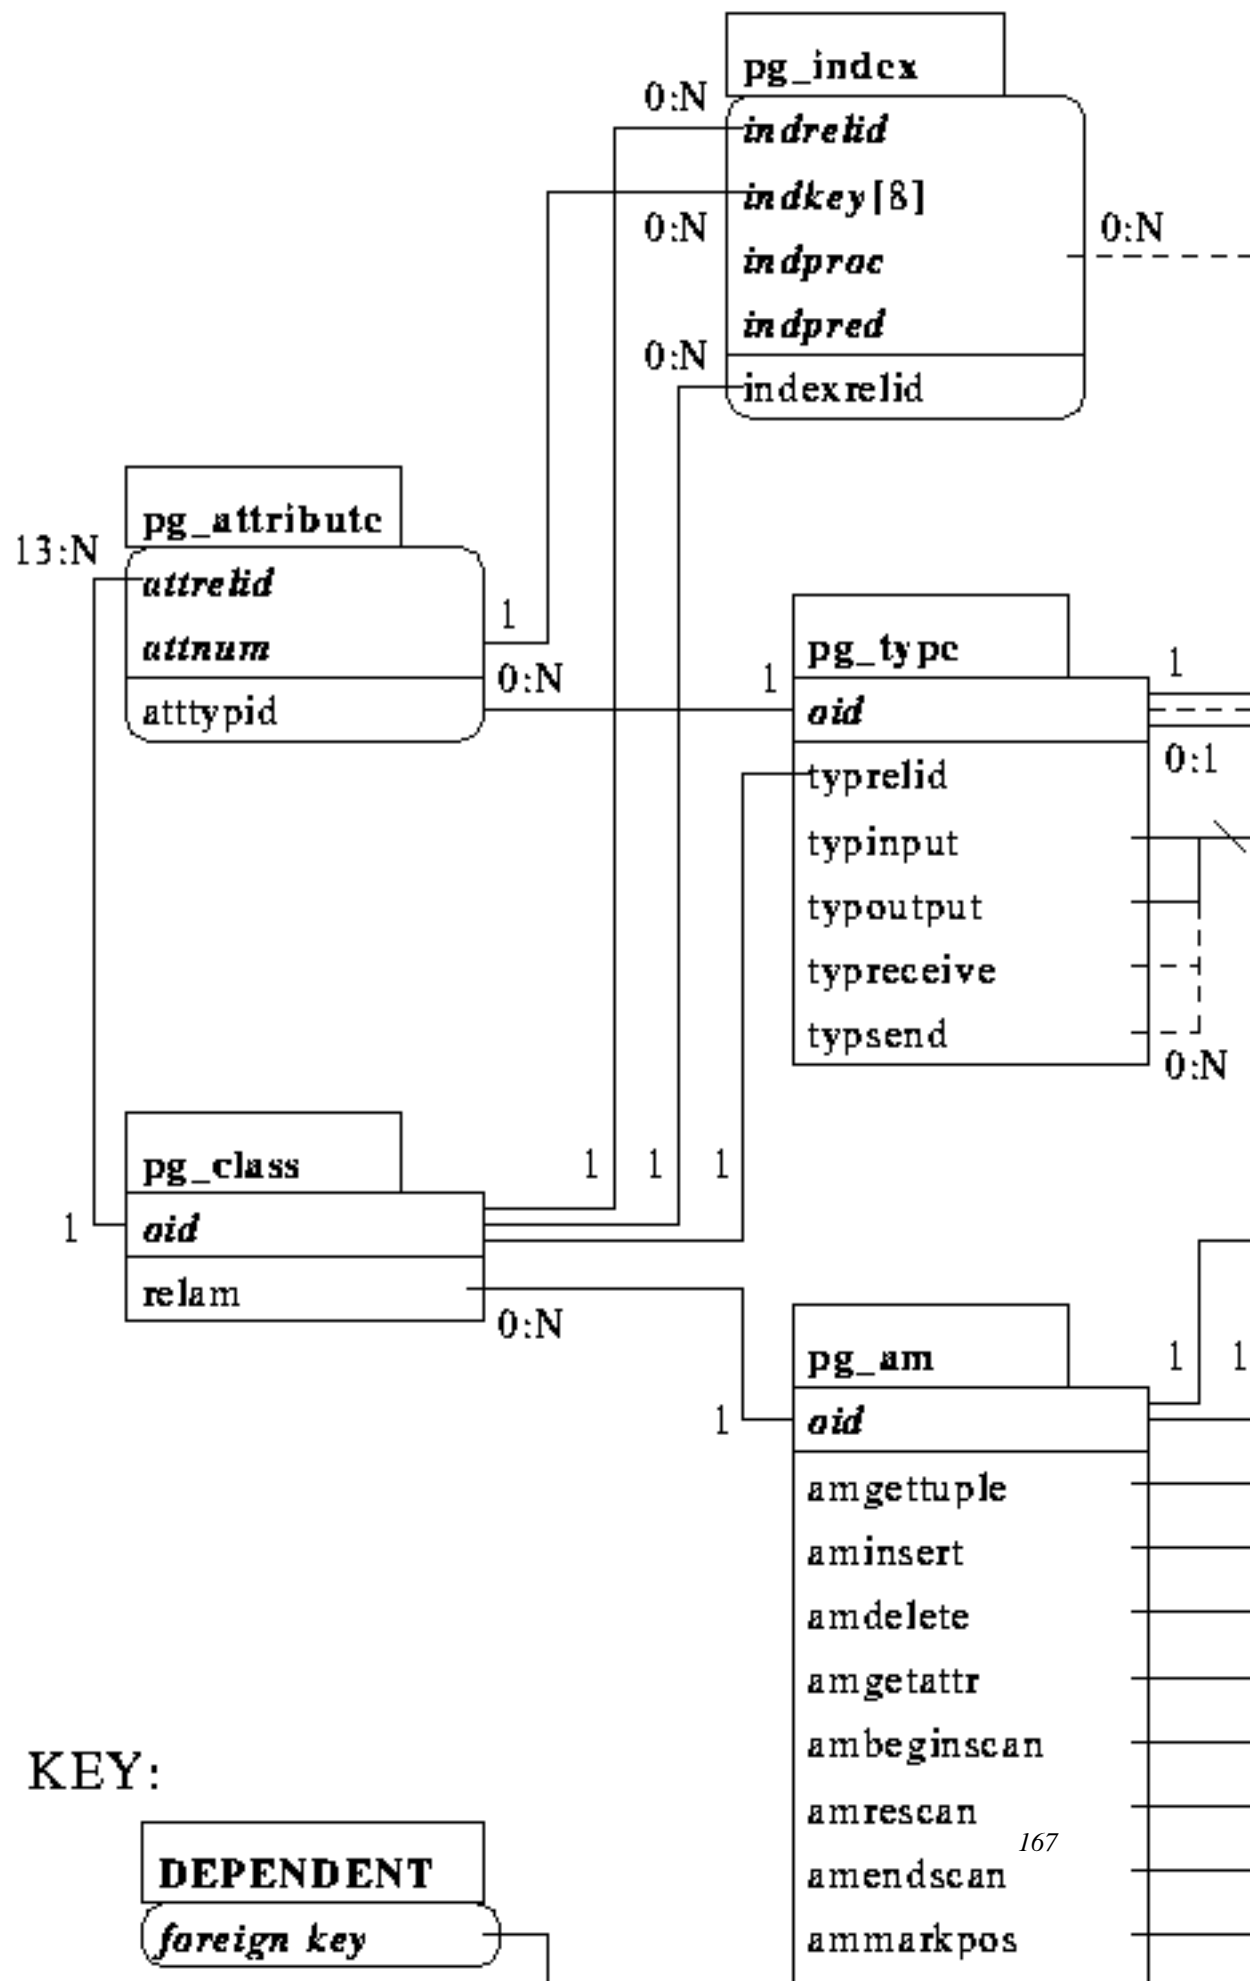 pg_index
0:N
indrelid
indkey[8]
0:N
0:N
indproc
indpred
0:N
indexrelid
pg_attribute
13:N
attrelid
1
attnum
0:N
atttypid
pg_type
1
1
oid
0:1
typrelid
typinput
typoutput
typreceive
typsend
0:N
pg_class
1
1
1
1
oid
relam
0:N
pg_am
1
1
1
oid
amgettuple
aminsert
amdelete
amgetattr
ambeginscan
KEY:
amrescan
167
amendscan
DEPENDENT
foreign key
ammarkpos